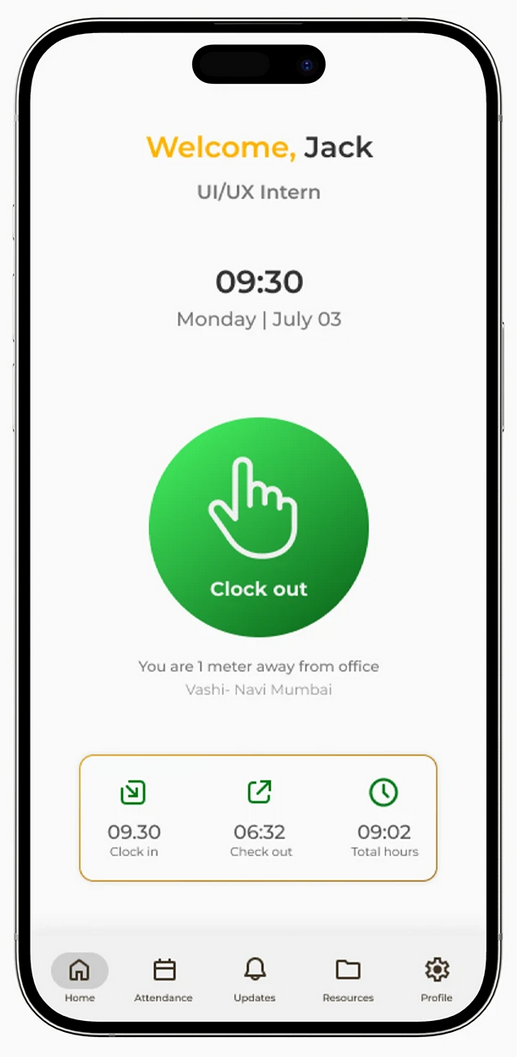 Welcome, Jack
UI/UX Intern
09:30
Monday | July 03
Clock out
You are 1 meter away from office
Vashi- Navi Mumbai
09.30 06:32 09:02
Clock in Check out Total hours
Home Attendance Updates Resources Profile